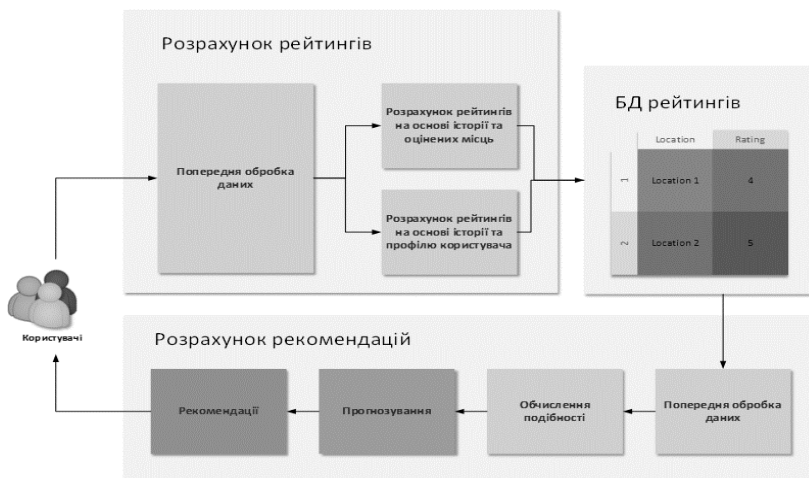 Розрахунок рейтингів
Попередня обробка
даних
Розрахунок рейтингів
на основі історії та
оцінених місць
Розрахунок рейтингів
на основі історії та
профілю користувача
БД рейтингів
Location Rating
1 Location 1 4
2 Location 2 5
Користувачі
Розрахунок рекомендацій
Рекомендації
Прогнозування
Обчислення
подібності
Попередня обробка
даних